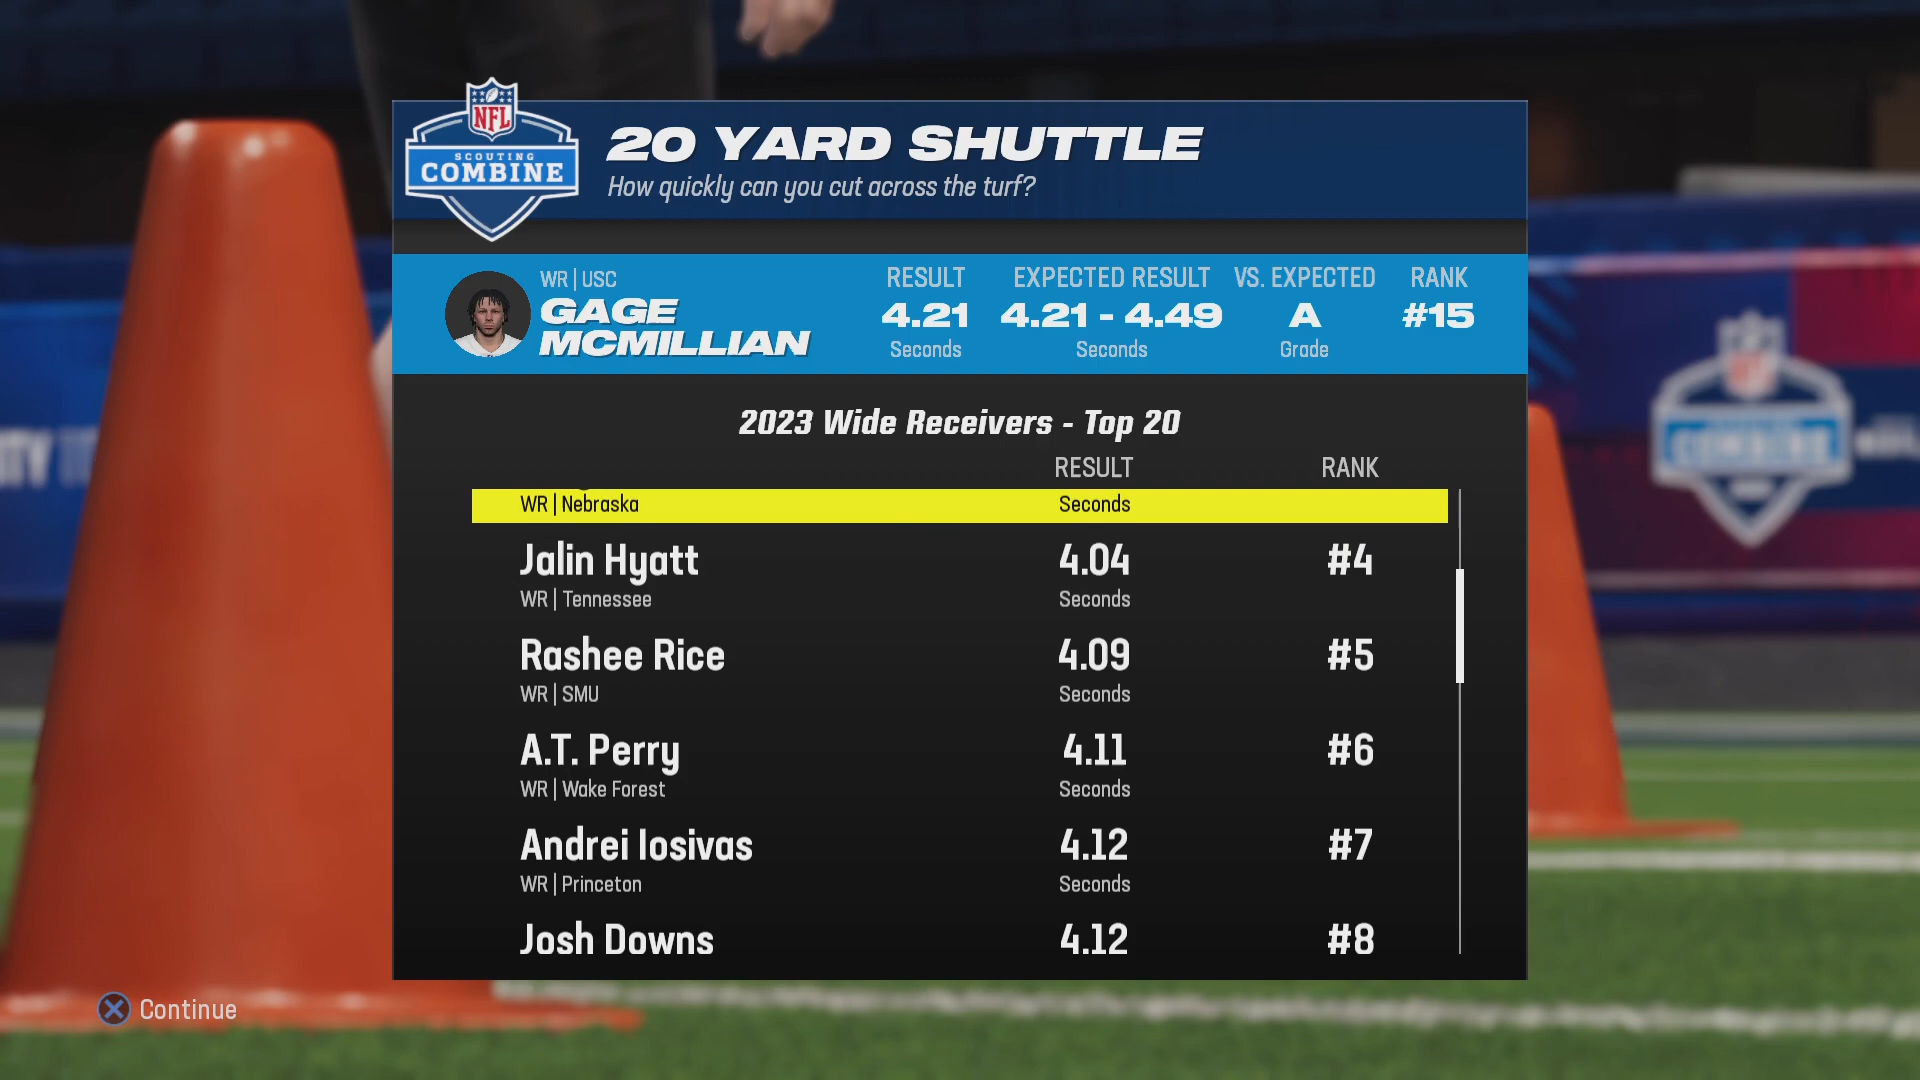 NFL
SCOUTING
COMBINE
20 YARD SHUTTLE
How quickly can you cut across the turf?
WR | USC
GAGE
MCMILLIAN
RESULT
4.21
Seconds
EXPECTED RESULT
4.21 - 4.49
Seconds
VS. EXPECTED
A
Grade
RANK
#15
2023 Wide Receivers - Top 20
RESULT RANK
WR | Nebraska Seconds
Jalin Hyatt 4.04 #4
WR | Tennessee Seconds
Rashee Rice 4.09 #5
WR | SMU Seconds
A.T. Perry 4.11 #6
WR | Wake Forest Seconds
Andrei Iosivas 4.12 #7
WR | Princeton Seconds
Josh Downs 4.12 #8
COMBINE
Continue